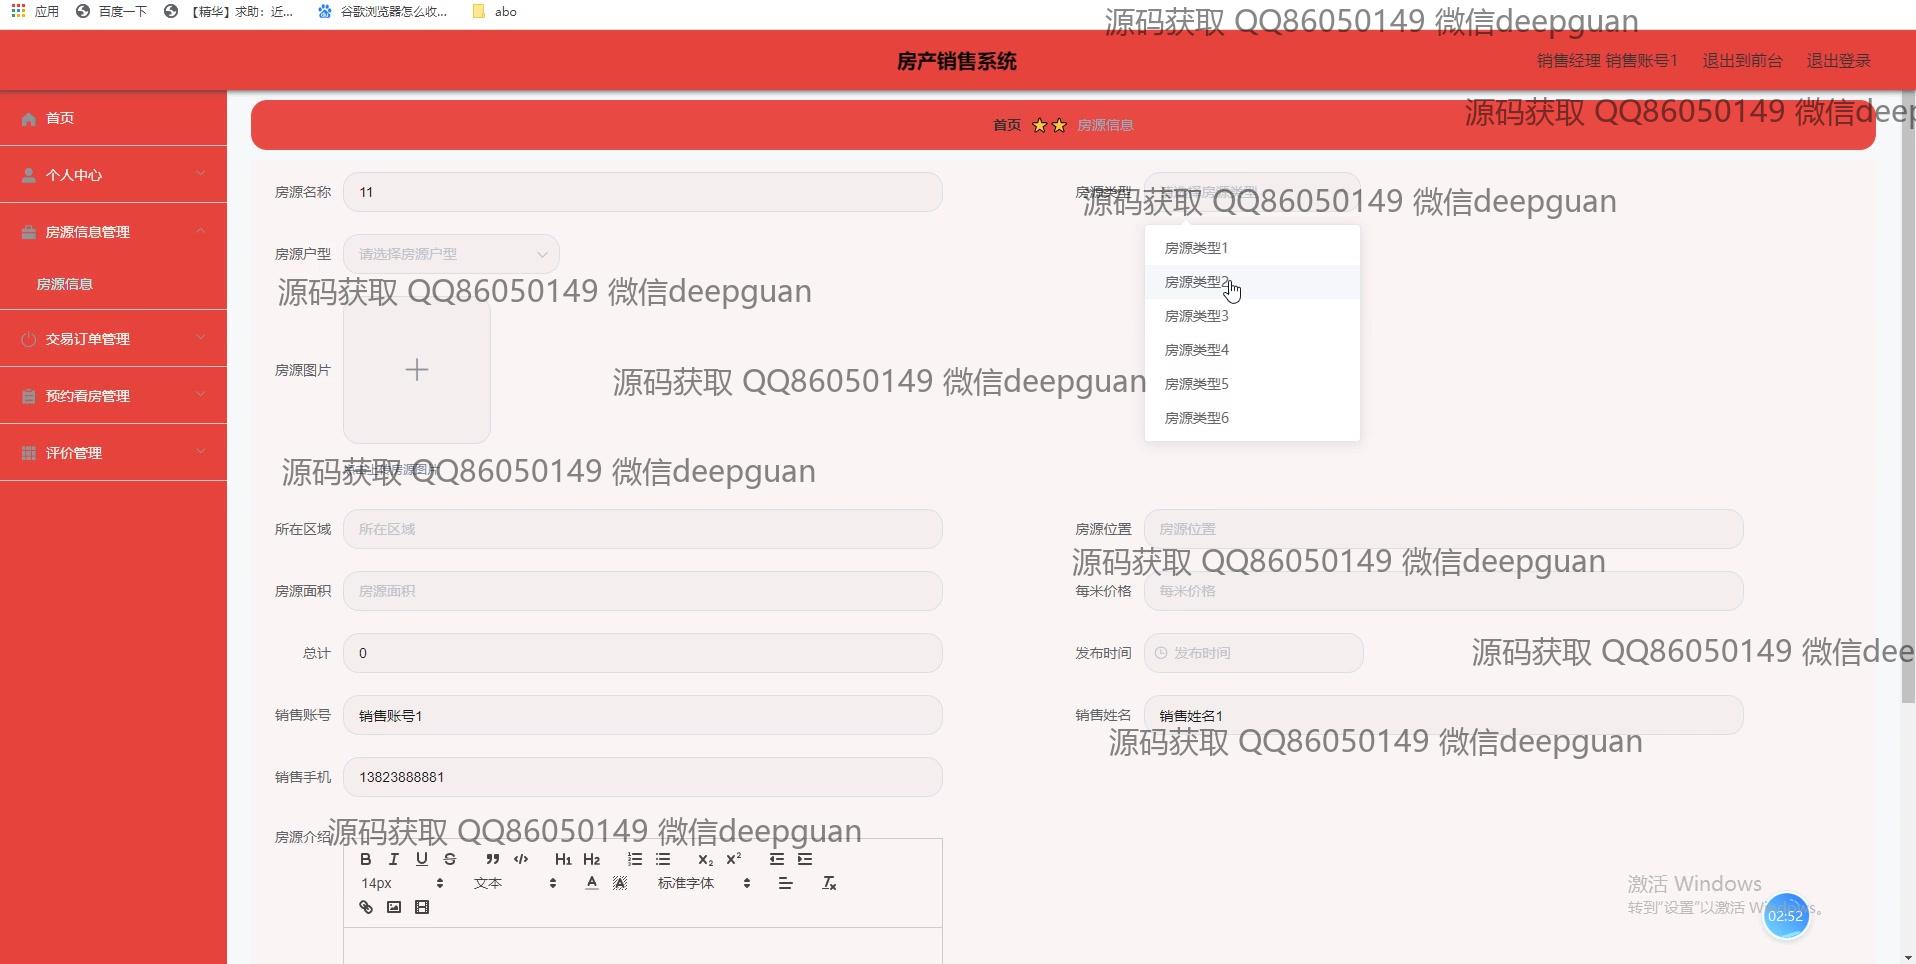 应用 百度一下 【精华】求助：近... 谷歌浏览器怎么收... abo
源码获取 QQ86050149 微信deepguan
房产销售系统
销售经理 销售账号1 退出到前台 退出登录
首页
首页 房源信息
源码获取 QQ86050149 微信deep
个人中心
房源名称 11
房源类型 请选择房源类型
源码获取 QQ86050149 微信deepguan
房源信息管理
房源户型 请选择房源户型
房源类型1
房源类型2
房源类型3
房源类型4
房源类型5
房源类型6
房源信息
源码获取 QQ86050149 微信deepguan
交易订单管理
房源图片
源码获取 QQ86050149 微信deepguan
预约看房管理
评价管理
点击上传房源图片
源码获取 QQ86050149 微信deepguan
所在区域 所在区域
房源位置 房源位置
源码获取 QQ86050149 微信deepguan
房源面积 房源面积
每米价格 每米价格
总计 0
发布时间 发布时间
源码获取 QQ86050149 微信dee
销售账号 销售账号1
销售姓名 销售姓名1
源码获取 QQ86050149 微信deepguan
销售手机 13823888881
房源介绍
源码获取 QQ86050149 微信deepguan
B I U S H1 H2 X2 X2
14px 文本 A A 标准字体 Tx
激活 Windows
转到"设置"以激活 Windows。
02:52